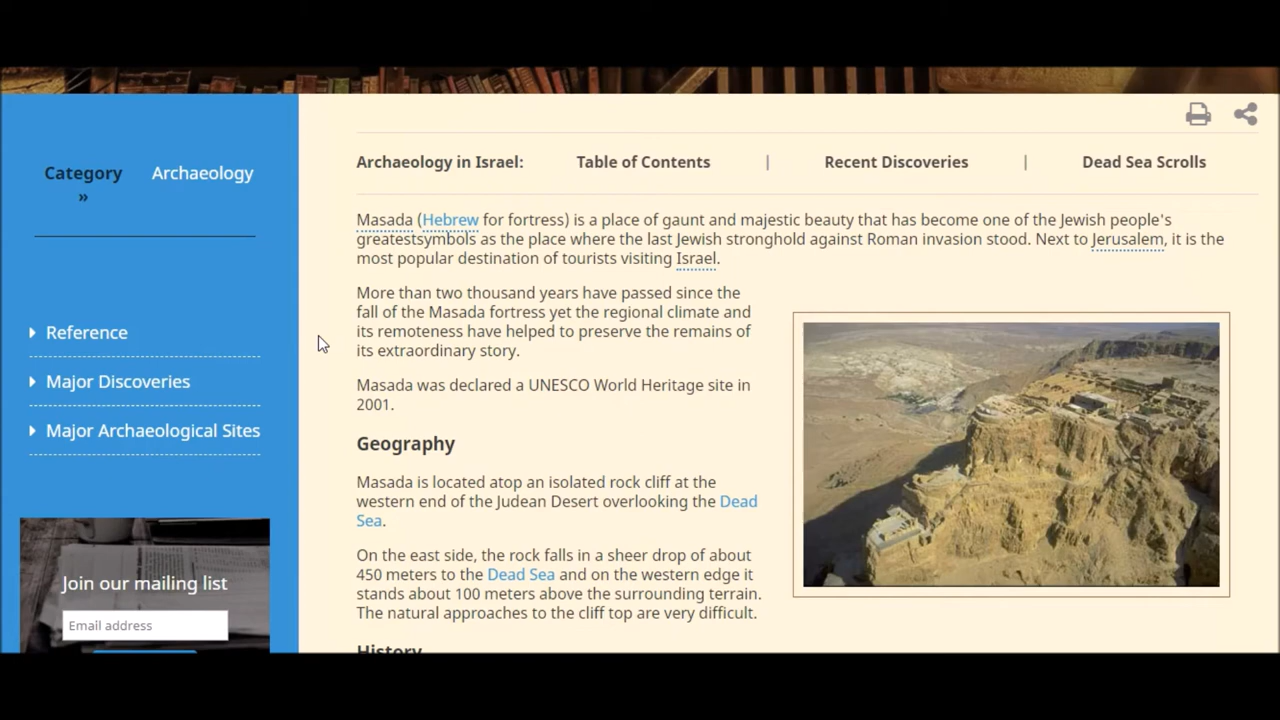 Category
»
Archaeology
Reference
Major Discoveries
Major Archaeological Sites
Join our mailing list
Email address
Archaeology in Israel: Table of Contents | Recent Discoveries | Dead Sea Scrolls
Masada (Hebrew for fortress) is a place of gaunt and majestic beauty that has become one of the Jewish people's
greatestsymbols as the place where the last Jewish stronghold against Roman invasion stood. Next to Jerusalem, it is the
most popular destination of tourists visiting Israel.
More than two thousand years have passed since the
fall of the Masada fortress yet the regional climate and
its remoteness have helped to preserve the remains of
its extraordinary story.
Masada was declared a UNESCO World Heritage site in
2001.
Geography
Masada is located atop an isolated rock cliff at the
western end of the Judean Desert overlooking the Dead
Sea.
On the east side, the rock falls in a sheer drop of about
450 meters to the Dead Sea and on the western edge it
stands about 100 meters above the surrounding terrain.
The natural approaches to the cliff top are very difficult.
History